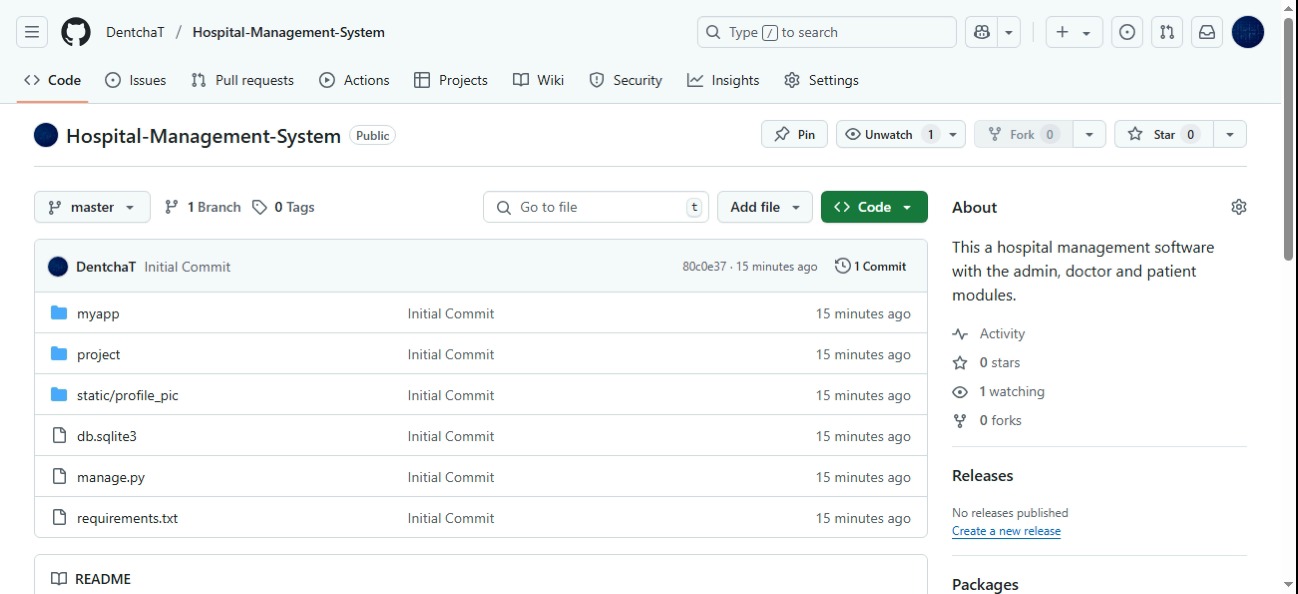 DentchaT / Hospital-Management-System Type / to search
Code Issues Pull requests Actions Projects Wiki Security Insights Settings
Hospital-Management-System Public Pin Unwatch 1 Fork 0 Star 0
master 1 Branch 0 Tags Go to file t Add file Code
DentchaT Initial Commit 80c0e37 · 15 minutes ago 1 Commit
myapp Initial Commit 15 minutes ago
project Initial Commit 15 minutes ago
static/profile_pic Initial Commit 15 minutes ago
db.sqlite3 Initial Commit 15 minutes ago
manage.py Initial Commit 15 minutes ago
requirements.txt Initial Commit 15 minutes ago
README
About
This a hospital management software
with the admin, doctor and patient
modules.
Activity
0 stars
1 watching
0 forks
Releases
No releases published
Create a new release
Packages